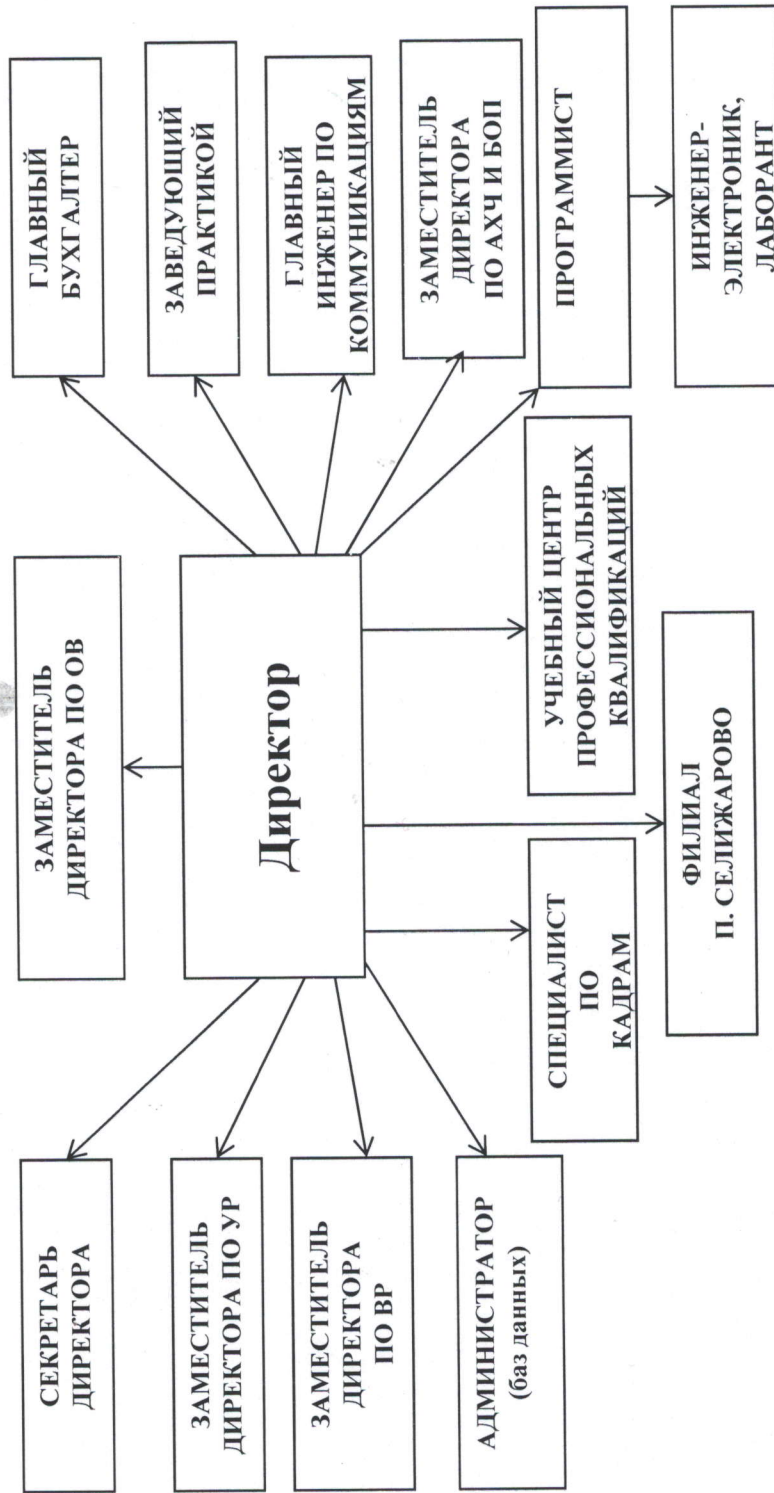 ЗАМЕСТИТЕЛЬ
ДИРЕКТОРА ПО ОВ
СЕКРЕТАРЬ
ДИРЕКТОРА
ЗАМЕСТИТЕЛЬ
ДИРЕКТОРА ПО УР
ЗАМЕСТИТЕЛЬ
ДИРЕКТОРА
ПО ВР
АДМИНИСТРАТОР
(баз данных)
Директор
ГЛАВНЫЙ
БУХГАЛТЕР
ЗАВЕДУЮЩИЙ
ПРАКТИКОЙ
ГЛАВНЫЙ
ИНЖЕНЕР ПО
КОММУНИКАЦИЯМ
ЗАМЕСТИТЕЛЬ
ДИРЕКТОРА
ПО АХЧ И БОП
ПРОГРАММИСТ
ИНЖЕНЕР-
ЭЛЕКТРОНИК,
ЛАБОРАНТ
СПЕЦИАЛИСТ
ПО
КАДРАМ
УЧЕБНЫЙ ЦЕНТР
ПРОФЕССИОНАЛЬНЫХ
КВАЛИФИКАЦИЙ
ФИЛИАЛ
П. СЕЛИЖАРОВО